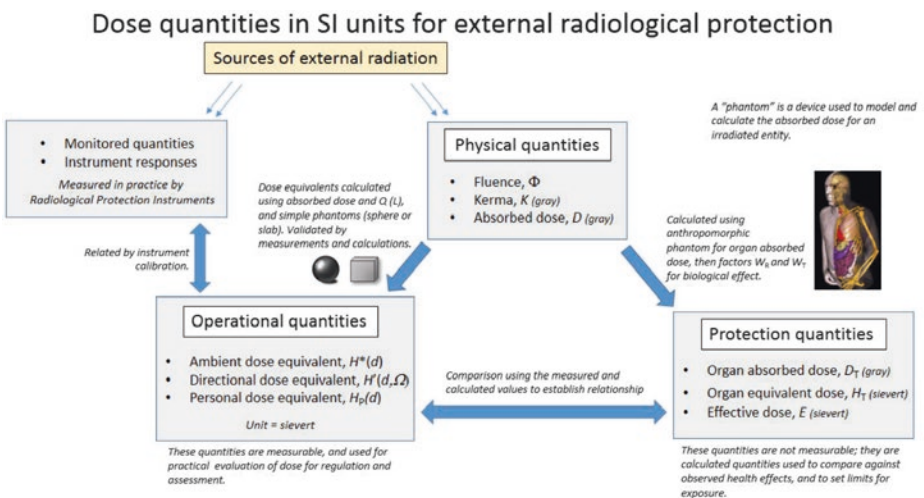 Dose quantities in SI units for external radiological protection
Sources of external radiation
• Monitored quantities
• Instrument responses
Measured in practice by
Radiological Protection Instruments
Physical quantities
• Fluence, Φ
• Kerma, K (gray)
• Absorbed dose, D (gray)
A "phantom" is a device used to model and
calculate the absorbed dose for an
irradiated entity.
Dose equivalents calculated
using absorbed dose and Q (L),
and simple phantoms (sphere or
slab). Validated by
measurements and calculations.
Calculated using
anthropomorphic
phantom for organ absorbed
dose, then factors W_R and W_T
for biological effect.
Related by instrument
calibration.
Operational quantities
• Ambient dose equivalent, H*(d)
• Directional dose equivalent, H'(d,Ω)
• Personal dose equivalent, H_P(d)
Unit = sievert
Comparison using the measured and
calculated values to establish relationship
Protection quantities
• Organ absorbed dose, D_T (gray)
• Organ equivalent dose, H_T (sievert)
• Effective dose, E (sievert)
These quantities are measurable, and used for
practical evaluation of dose for regulation and
assessment.
These quantities are not measurable; they are
calculated quantities used to compare against
observed health effects, and to set limits for
exposure.